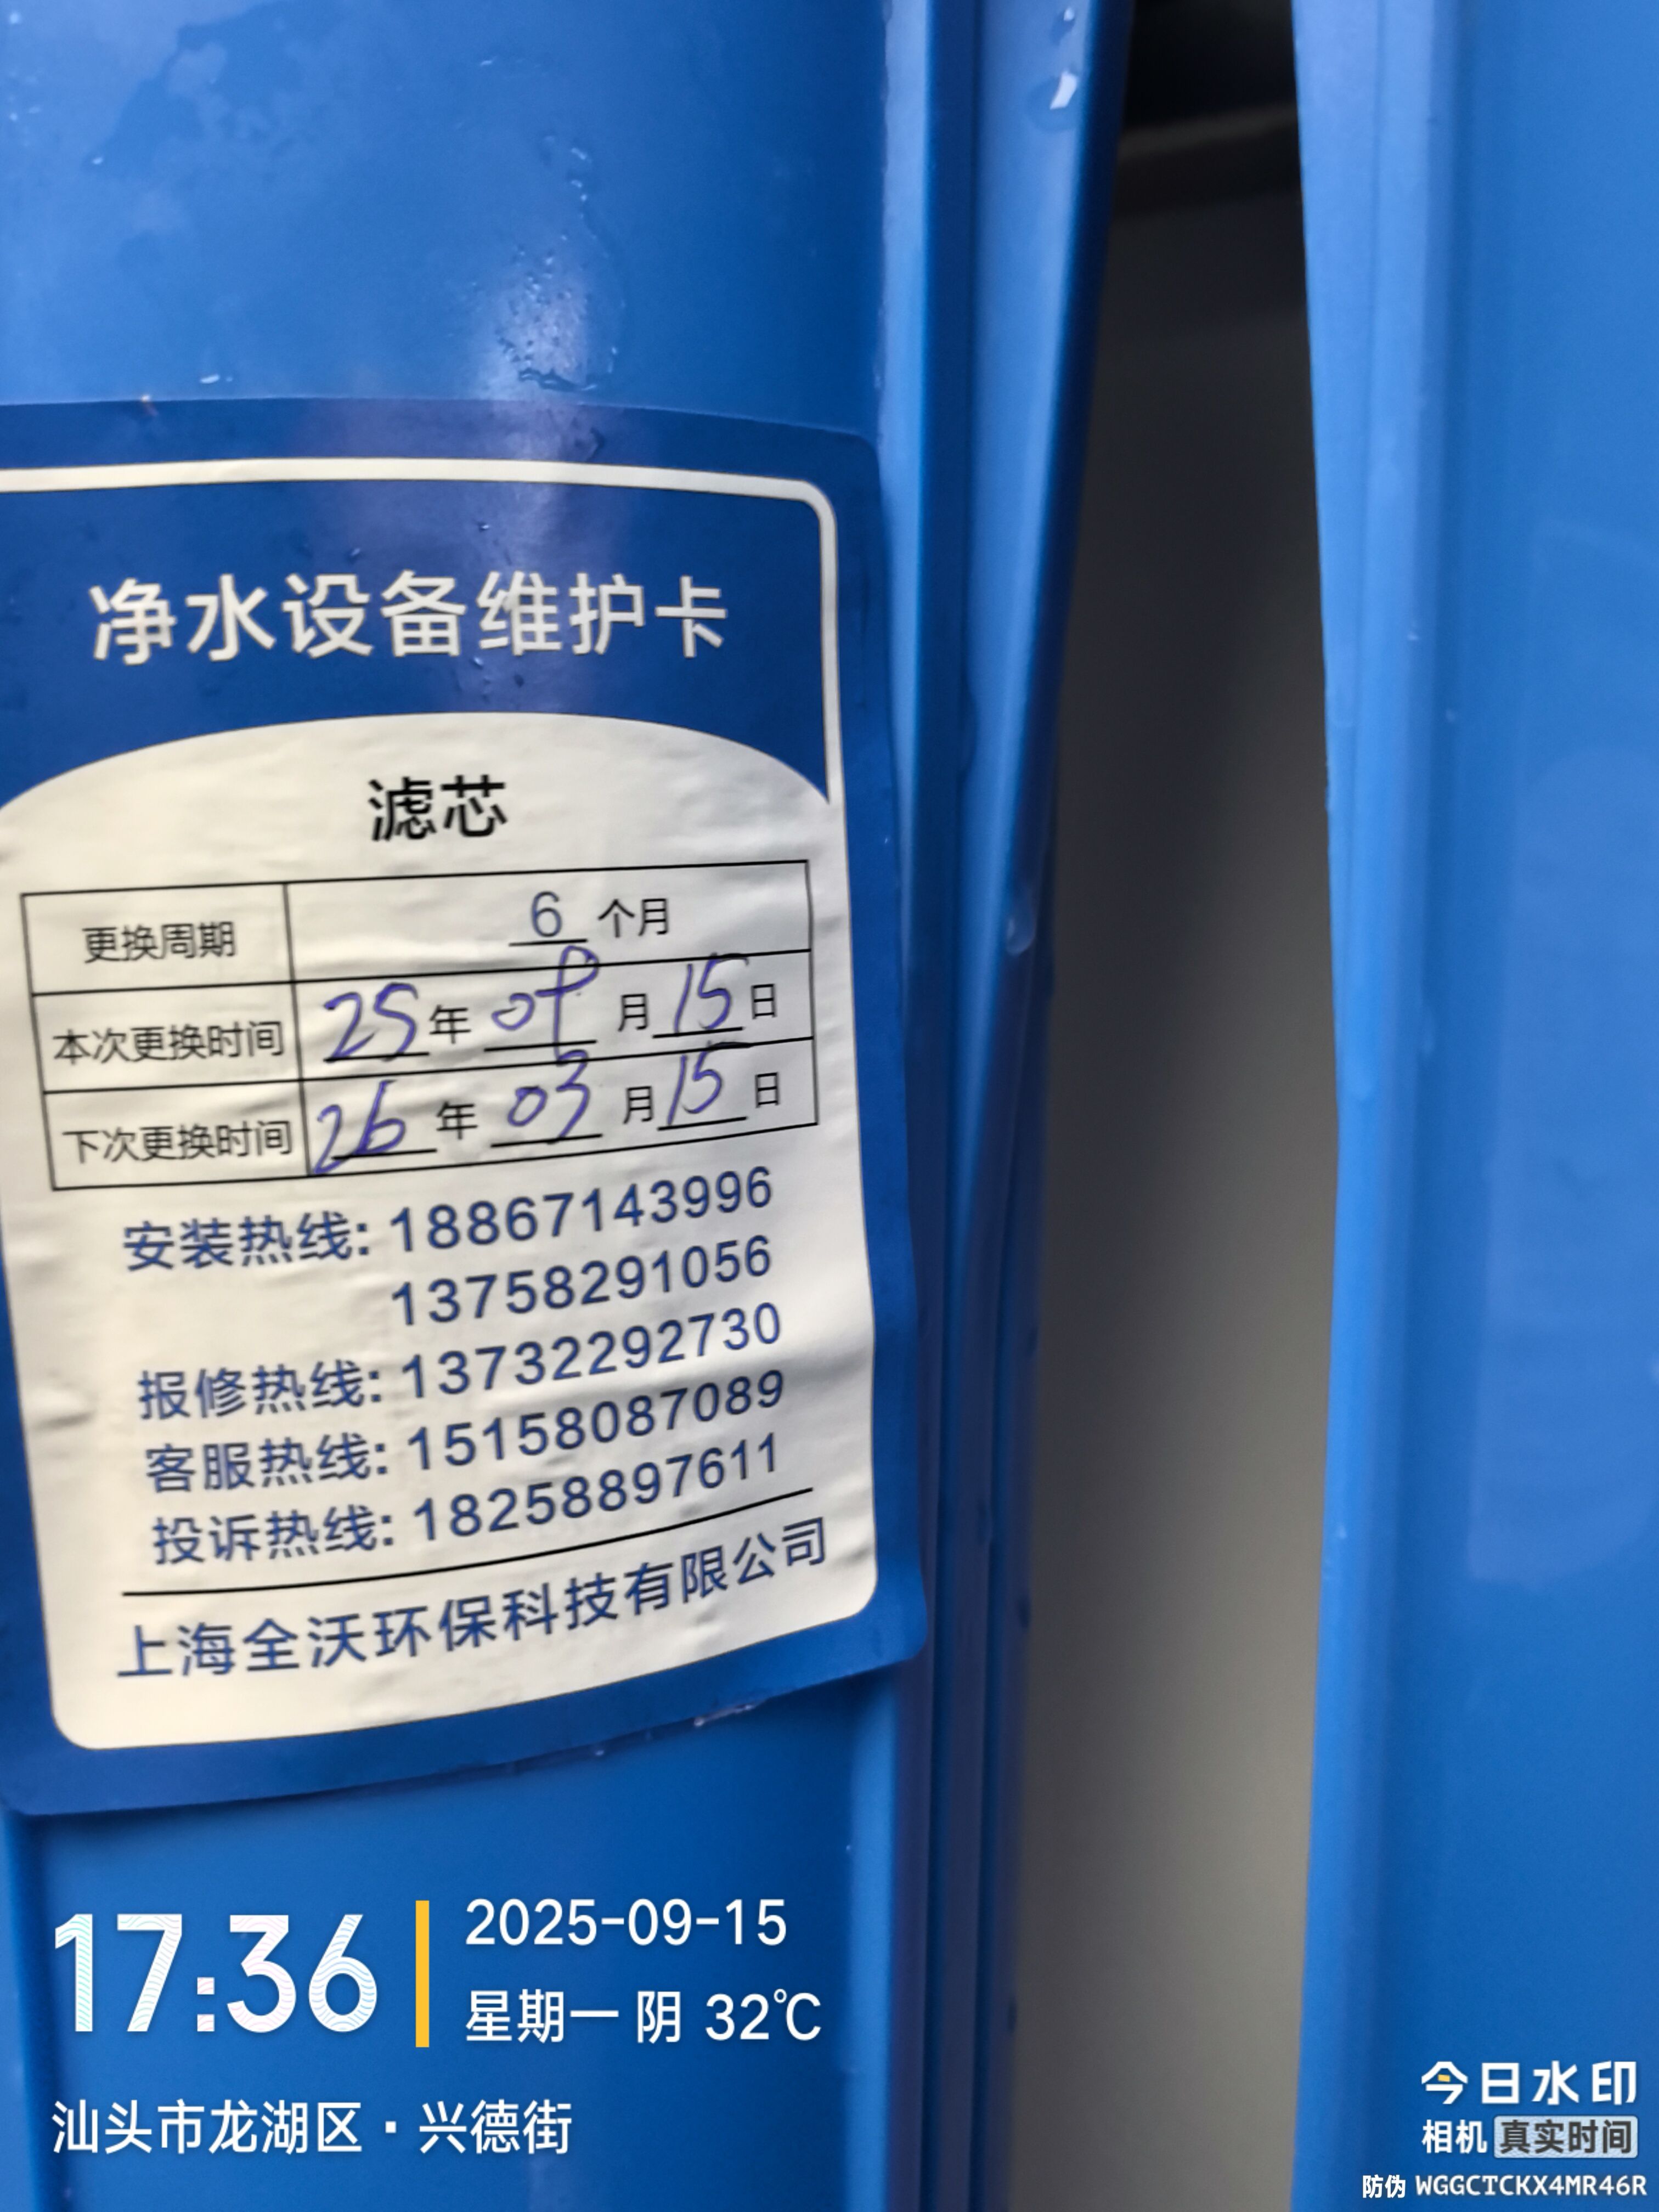 净水设备维护卡
滤芯
更换周期 6 个月
本次更换时间 25 年 09 月 15 日
下次更换时间 26 年 03 月 15 日
安装热线: 18867143996
13758291056
报修热线: 13732292730
客服热线: 15158087089
投诉热线: 18258897611
上海全沃环保科技有限公司
17:36
2025-09-15
星期一 阴 32℃
汕头市龙湖区·兴德街
今日水印
相机 真实时间
防伪 WGGCTCKX4MR46R